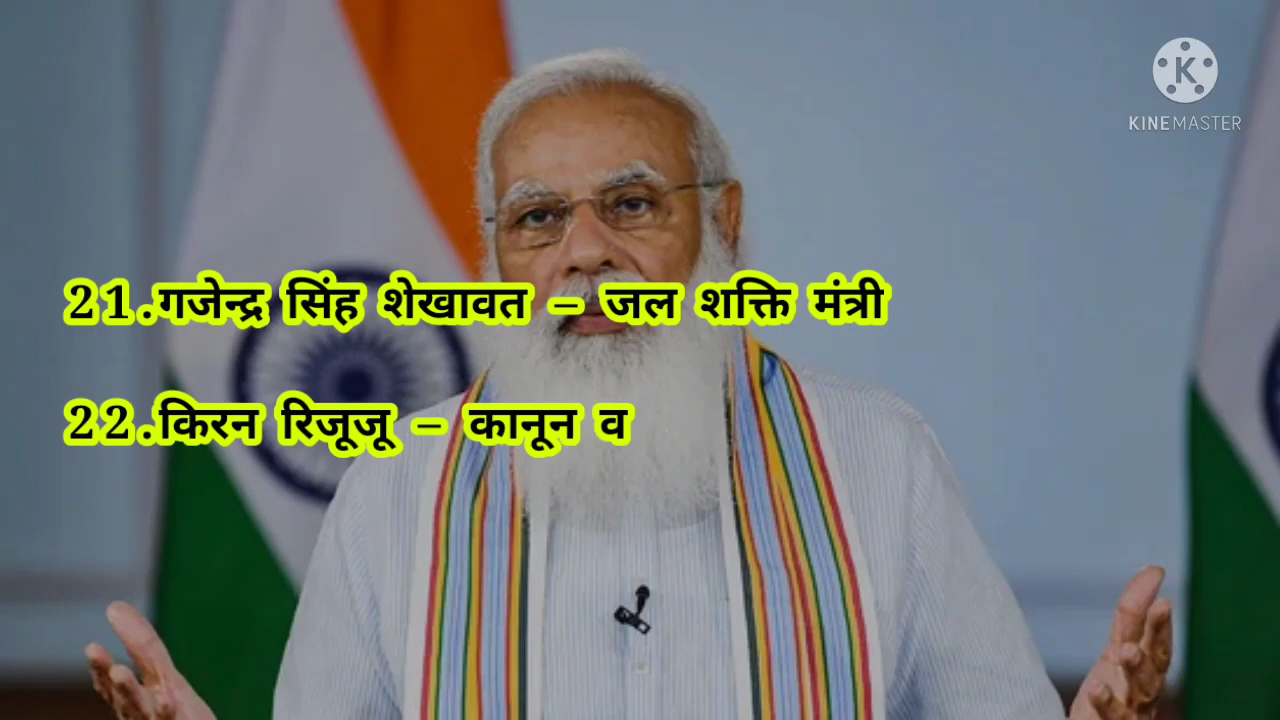 KINEMASTER
21.गजेन्द्र सिंह शेखावत – जल शक्ति मंत्री
22.किरन रिजूजू – कानून व